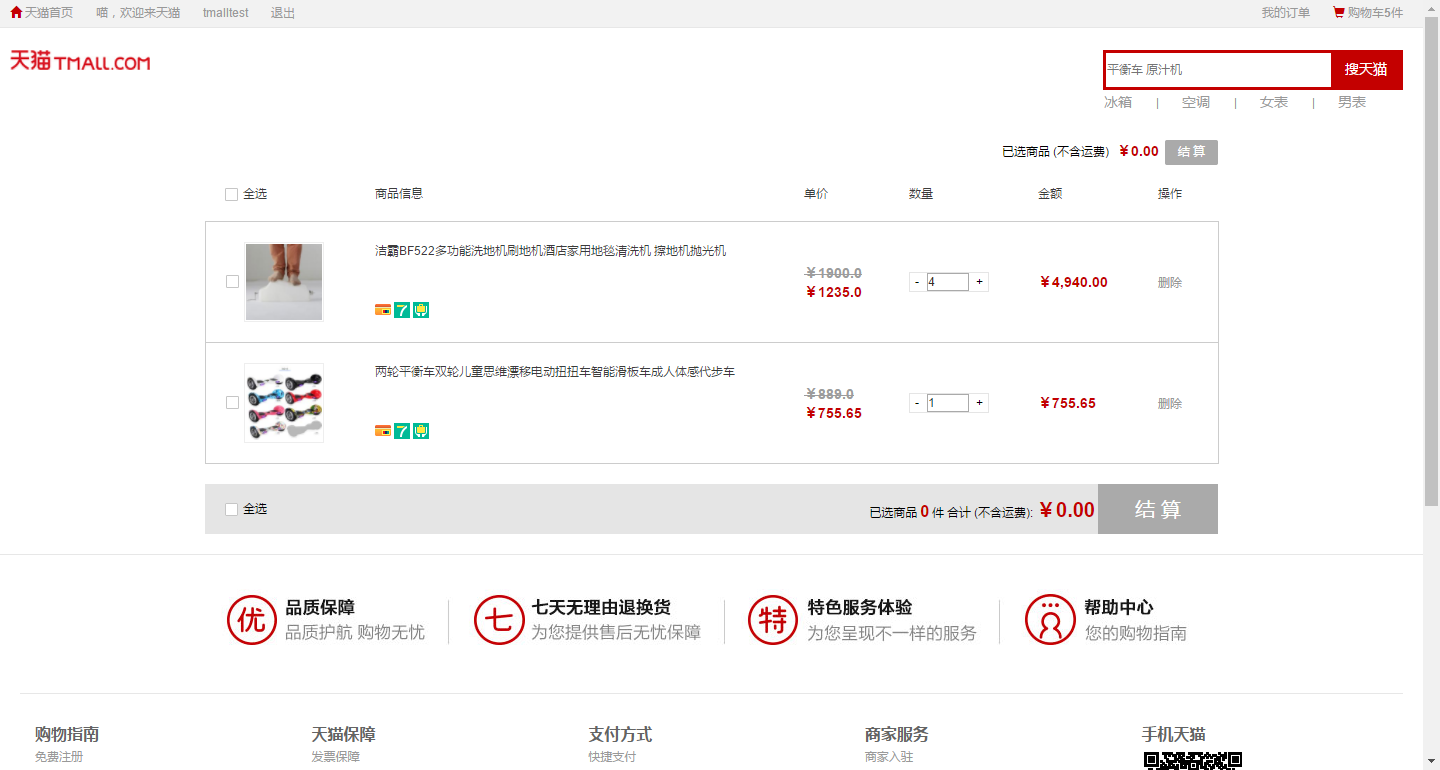 天猫首页 喵，欢迎来天猫 tmalltest 退出 我的订单 购物车5件
天猫 TMALL.COM
平衡车 原汁机 搜天猫
冰箱 | 空调 | 女表 | 男表
已选商品 (不含运费) ￥0.00 结 算
全选 商品信息 单价 数量 金额 操作
洁霸BF522多功能洗地机刷地机酒店家用地毯清洗机 擦地机抛光机
￥1900.0
￥1235.0
- 4 + ￥4,940.00 删除
7
两轮平衡车双轮儿童思维漂移电动扭扭车智能滑板车成人体感代步车
￥889.0
￥755.65
- 1 + ￥755.65 删除
7
全选 已选商品 0 件 合计 (不含运费): ￥0.00 结 算
优 品质保障
品质护航 购物无忧
七 七天无理由退换货
为您提供售后无忧保障
特 特色服务体验
为您呈现不一样的服务
帮助中心
您的购物指南
购物指南 天猫保障 支付方式 商家服务 手机天猫
免费注册 发票保障 快捷支付 商家入驻